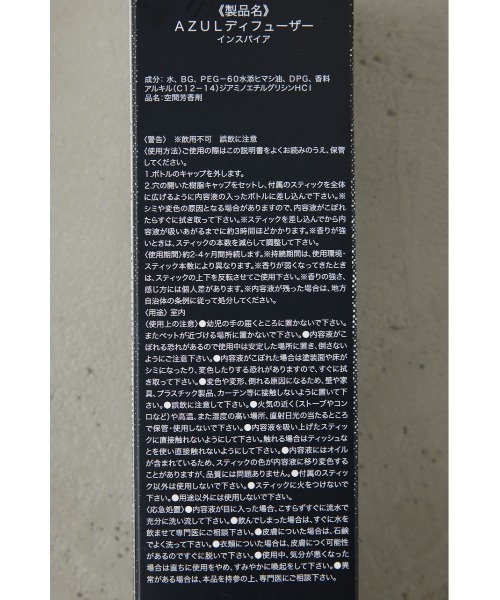 《製品名》
AZULディフューザー
インスパイア
成分：水、BG、PEG－60水添ヒマシ油、DPG、香料
アルキル(C12－14)ジアミノエチルグリシンHCl
品名：空間芳香剤
〈警告〉 ※飲用不可　誤飲に注意
〈使用方法〉ご使用の際はこの説明書をよくお読みのうえ、保管
してください。
1.ボトルのキャップを外します。
2.穴の開いた樹脂キャップをセットし、付属のスティックを全体
に広げるように内容液の入ったボトルに差し込んで下さい。※
シミや変色の原因となる場合がありますので、内容液がこぼれ
たらすぐに拭き取って下さい。※スティックを差し込んでから内
容液が吸いあがるまでに約3時間ほどかかります。※香りが強
いときは、スティックの本数を減らして調整して下さい。
〈使用期間〉約2-4ヶ月間持続します。※持続期間は、使用環境・
スティック本数により異なります。※香りが弱くなってきたとき
は、スティックの上下を反転させてご使用下さい。※香りの強さ、
感じ方には個人差があります。※内容液が残った場合は、地方
自治体の条例に従って処分してください。
〈用途〉室内
〈使用上の注意〉●幼児の手の届くところに置かないで下さい。
またペットが近づける場所に置かないで下さい。●内容液がこ
ぼれる恐れがあるので使用中は安定した場所に置き、倒さない
ようにご注意下さい。●内容液がこぼれた場合は塗装面や床が
シミになったり、変色したりする恐れがありますので、すぐに拭
き取って下さい。●変色や変形、倒れる原因になるため、壁や家
具、プラスチック製品、カーテン等に接触しないように置いて下
さい。●誤飲に注意して下さい。●火気の近く(ストーブやコン
ロなど)や高温、また湿度の高い場所、直射日光の当たるところ
で保管・使用しないで下さい。●内容液を吸い上げたスティック
に直接触れないようにして下さい。触れる場合はティッシュな
どを使い直接触れないようにして下さい。●内容液にはオイル
が含まれているため、スティックの色が内容液に移り変色する
ことがありますが、品質には問題ありません。●付属のスティッ
ク以外は使用しないで下さい。●スティックに火をつけないで
下さい。●用途以外には使用しないで下さい。
〈応急処置〉●内容液が目に入った場合、こすらずすぐに流水で
充分に洗い流して下さい。●飲んでしまった場合は、すぐに水を
飲ませて専門医にご相談下さい。●皮膚についた場合は、石鹸
でよく洗って下さい。●衣類についた場合は、皮膚につく可能性
があるのですぐに脱いで下さい。●使用中、気分が悪くなった
場合は直ちに使用をやめ、すみやかに喚起をして下さい。●異
常がある場合は、本品を持参の上、専門医にご相談下さい。